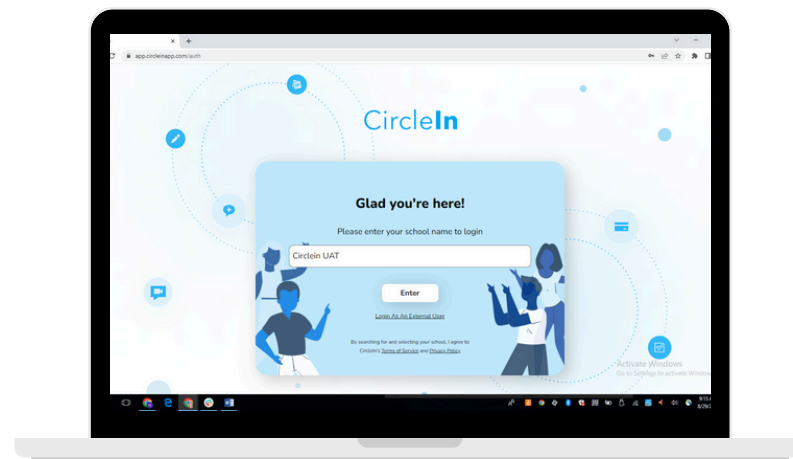 app.circleinapp.com/auth
CircleIn
Glad you're here!
Please enter your school name to login
Circlein UAT
Enter
Login As An External User
By searching for and selecting your school, I agree to
Circlein's Terms of Service and Privacy Policy
Activate Windows
Go to Settings to activate Window